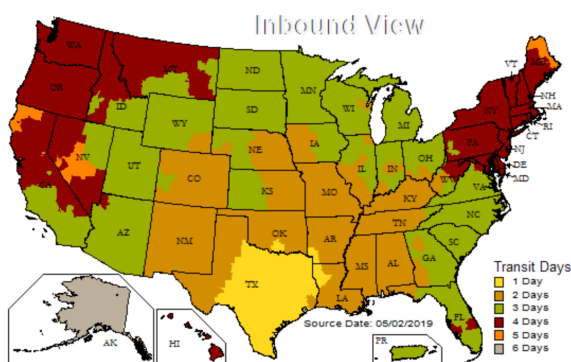 Inbound View
WA
MT
ND
MN
VT
OR
ID
SD
WI
MI
NY
NH
MA
WY
RI
CT
NE
IA
PA
NJ
NV
UT
CO
IL
IN
OH
DE
MD
CA
KS
MO
KY
WV
VA
AZ
NM
OK
AR
TN
NC
TX
MS
AL
GA
SC
LA
FL
Transit Days
1 Day
2 Days
3 Days
4 Days
5 Days
6 Days
Source Date: 05/02/2019
AK
HI
PR